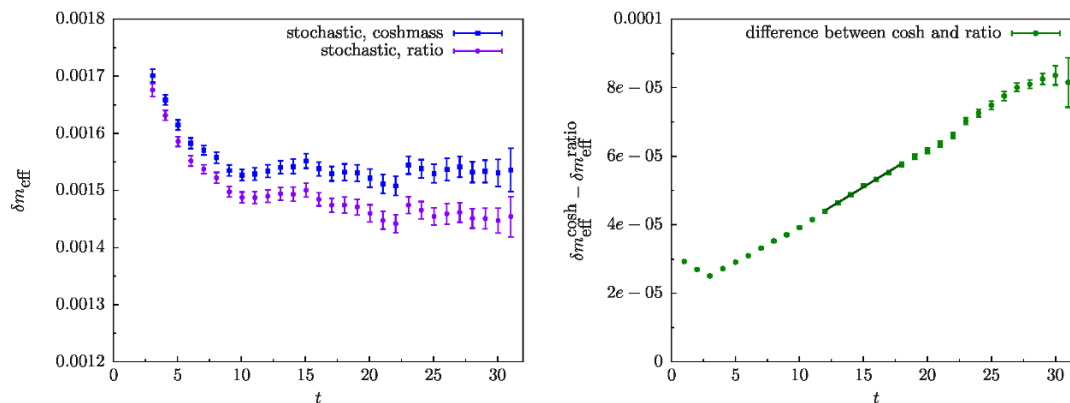 stochastic, coshmass
stochastic, ratio
0.0018
0.0017
0.0016
0.0015
0.0014
0.0013
0.0012
δm_eff
0 5 10 15 20 25 30
t
difference between cosh and ratio
0.0001
8e − 05
6e − 05
4e − 05
2e − 05
0
δm_eff^cosh − δm_eff^ratio
0 5 10 15 20 25 30
t